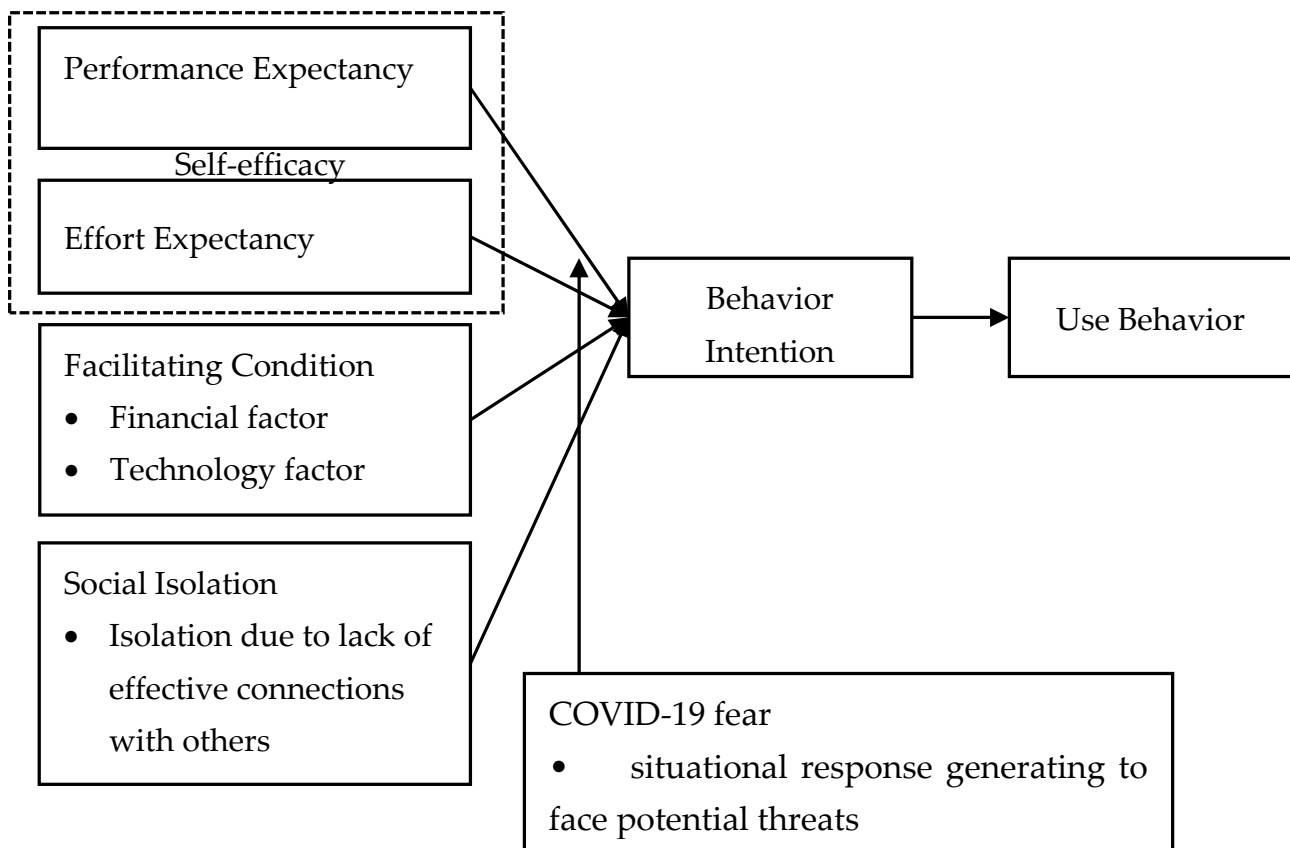 Performance Expectancy
Self-efficacy
Effort Expectancy
Facilitating Condition
• Financial factor
• Technology factor
Social Isolation
• Isolation due to lack of
effective connections
with others
Behavior
Intention
Use Behavior
COVID-19 fear
• situational response generating to
face potential threats